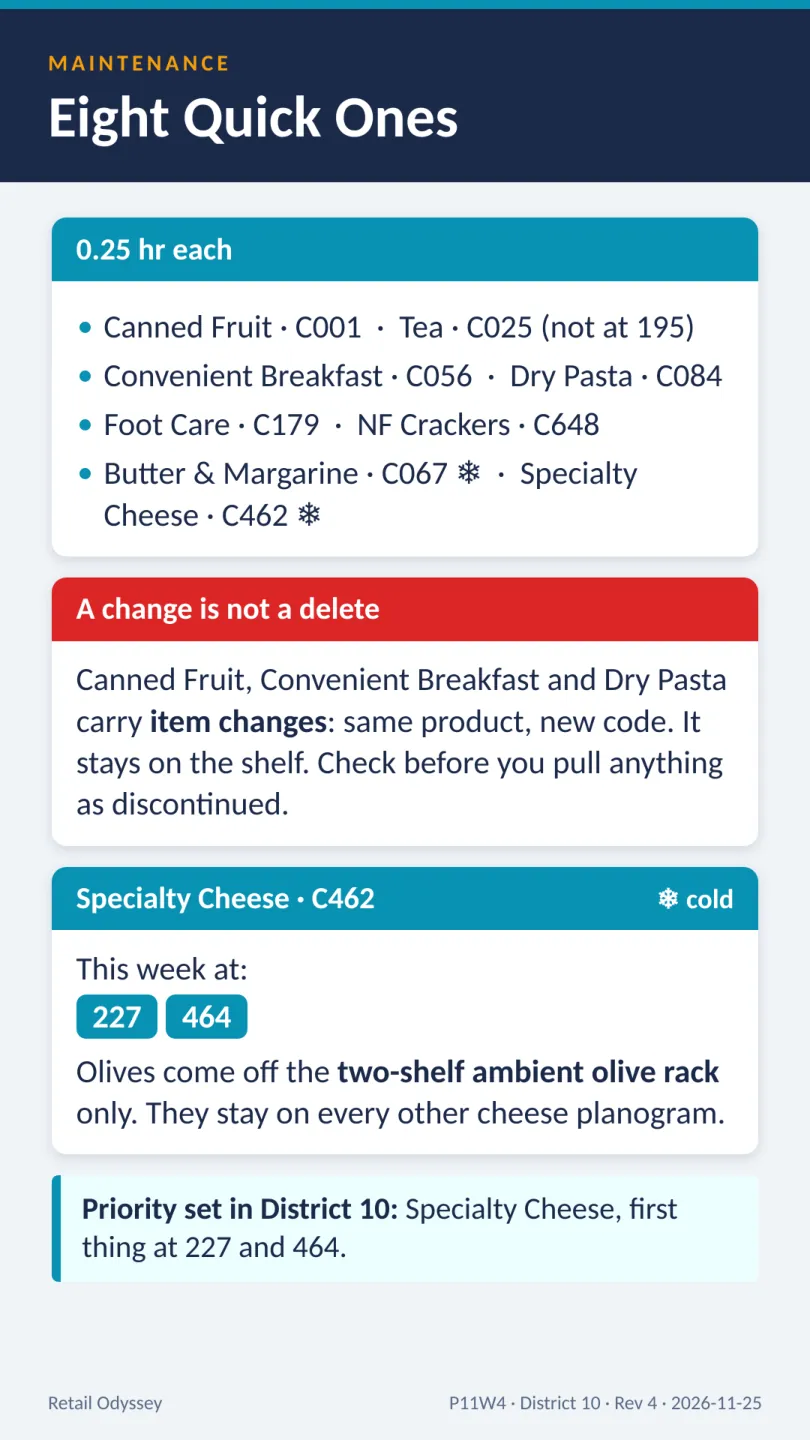 MAINTENANCE
Eight Quick Ones
0.25 hr each
• Canned Fruit · C001 · Tea · C025 (not at 195)
• Convenient Breakfast · C056 · Dry Pasta · C084
• Foot Care · C179 · NF Crackers · C648
• Butter & Margarine · C067 ❄ · Specialty
Cheese · C462 ❄
A change is not a delete
Canned Fruit, Convenient Breakfast and Dry Pasta
carry item changes: same product, new code. It
stays on the shelf. Check before you pull anything
as discontinued.
Specialty Cheese · C462 ❄ cold
This week at:
227 464
Olives come off the two-shelf ambient olive rack
only. They stay on every other cheese planogram.
Priority set in District 10: Specialty Cheese, first
thing at 227 and 464.
Retail Odyssey P11W4 · District 10 · Rev 4 · 2026-11-25